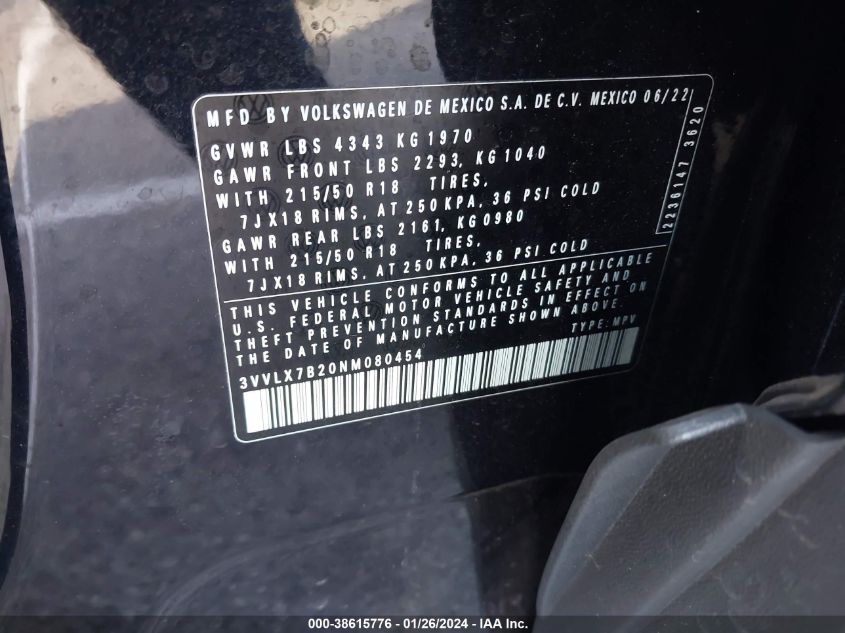 MFD BY VOLKSWAGEN DE MEXICO S.A. DE C.V. MEXICO 06/22
GVWR LBS 4343 KG 1970
GAWR FRONT LBS 2293, KG 1040
WITH 215/50 R18 TIRES,
7JX18 RIMS, AT 250 KPA, 36 PSI COLD
GAWR REAR LBS 2161, KG 0980
WITH 215/50 R18 TIRES,
7JX18 RIMS, AT 250 KPA, 36 PSI COLD
2236147 3620
THIS VEHICLE CONFORMS TO ALL APPLICABLE
U.S. FEDERAL MOTOR VEHICLE SAFETY AND
THEFT PREVENTION STANDARDS IN EFFECT ON
THE DATE OF MANUFACTURE SHOWN ABOVE.
TYPE: MPV
3VVLX7B20NM080454
000-38615776 - 01/26/2024 - IAA Inc.